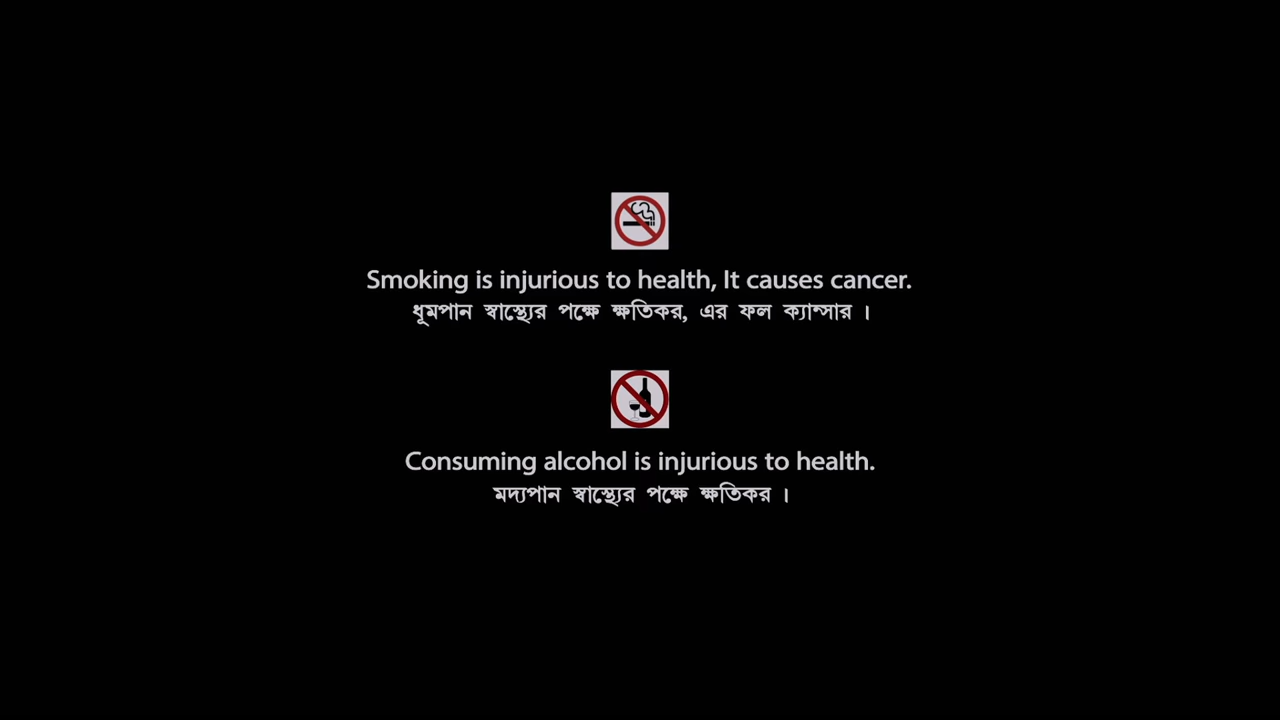 Smoking is injurious to health, It causes cancer.
ধূমপান স্বাস্থ্যের পক্ষে ক্ষতিকর, এর ফল ক্যান্সার ।
Consuming alcohol is injurious to health.
মদ্যপান স্বাস্থ্যের পক্ষে ক্ষতিকর ।